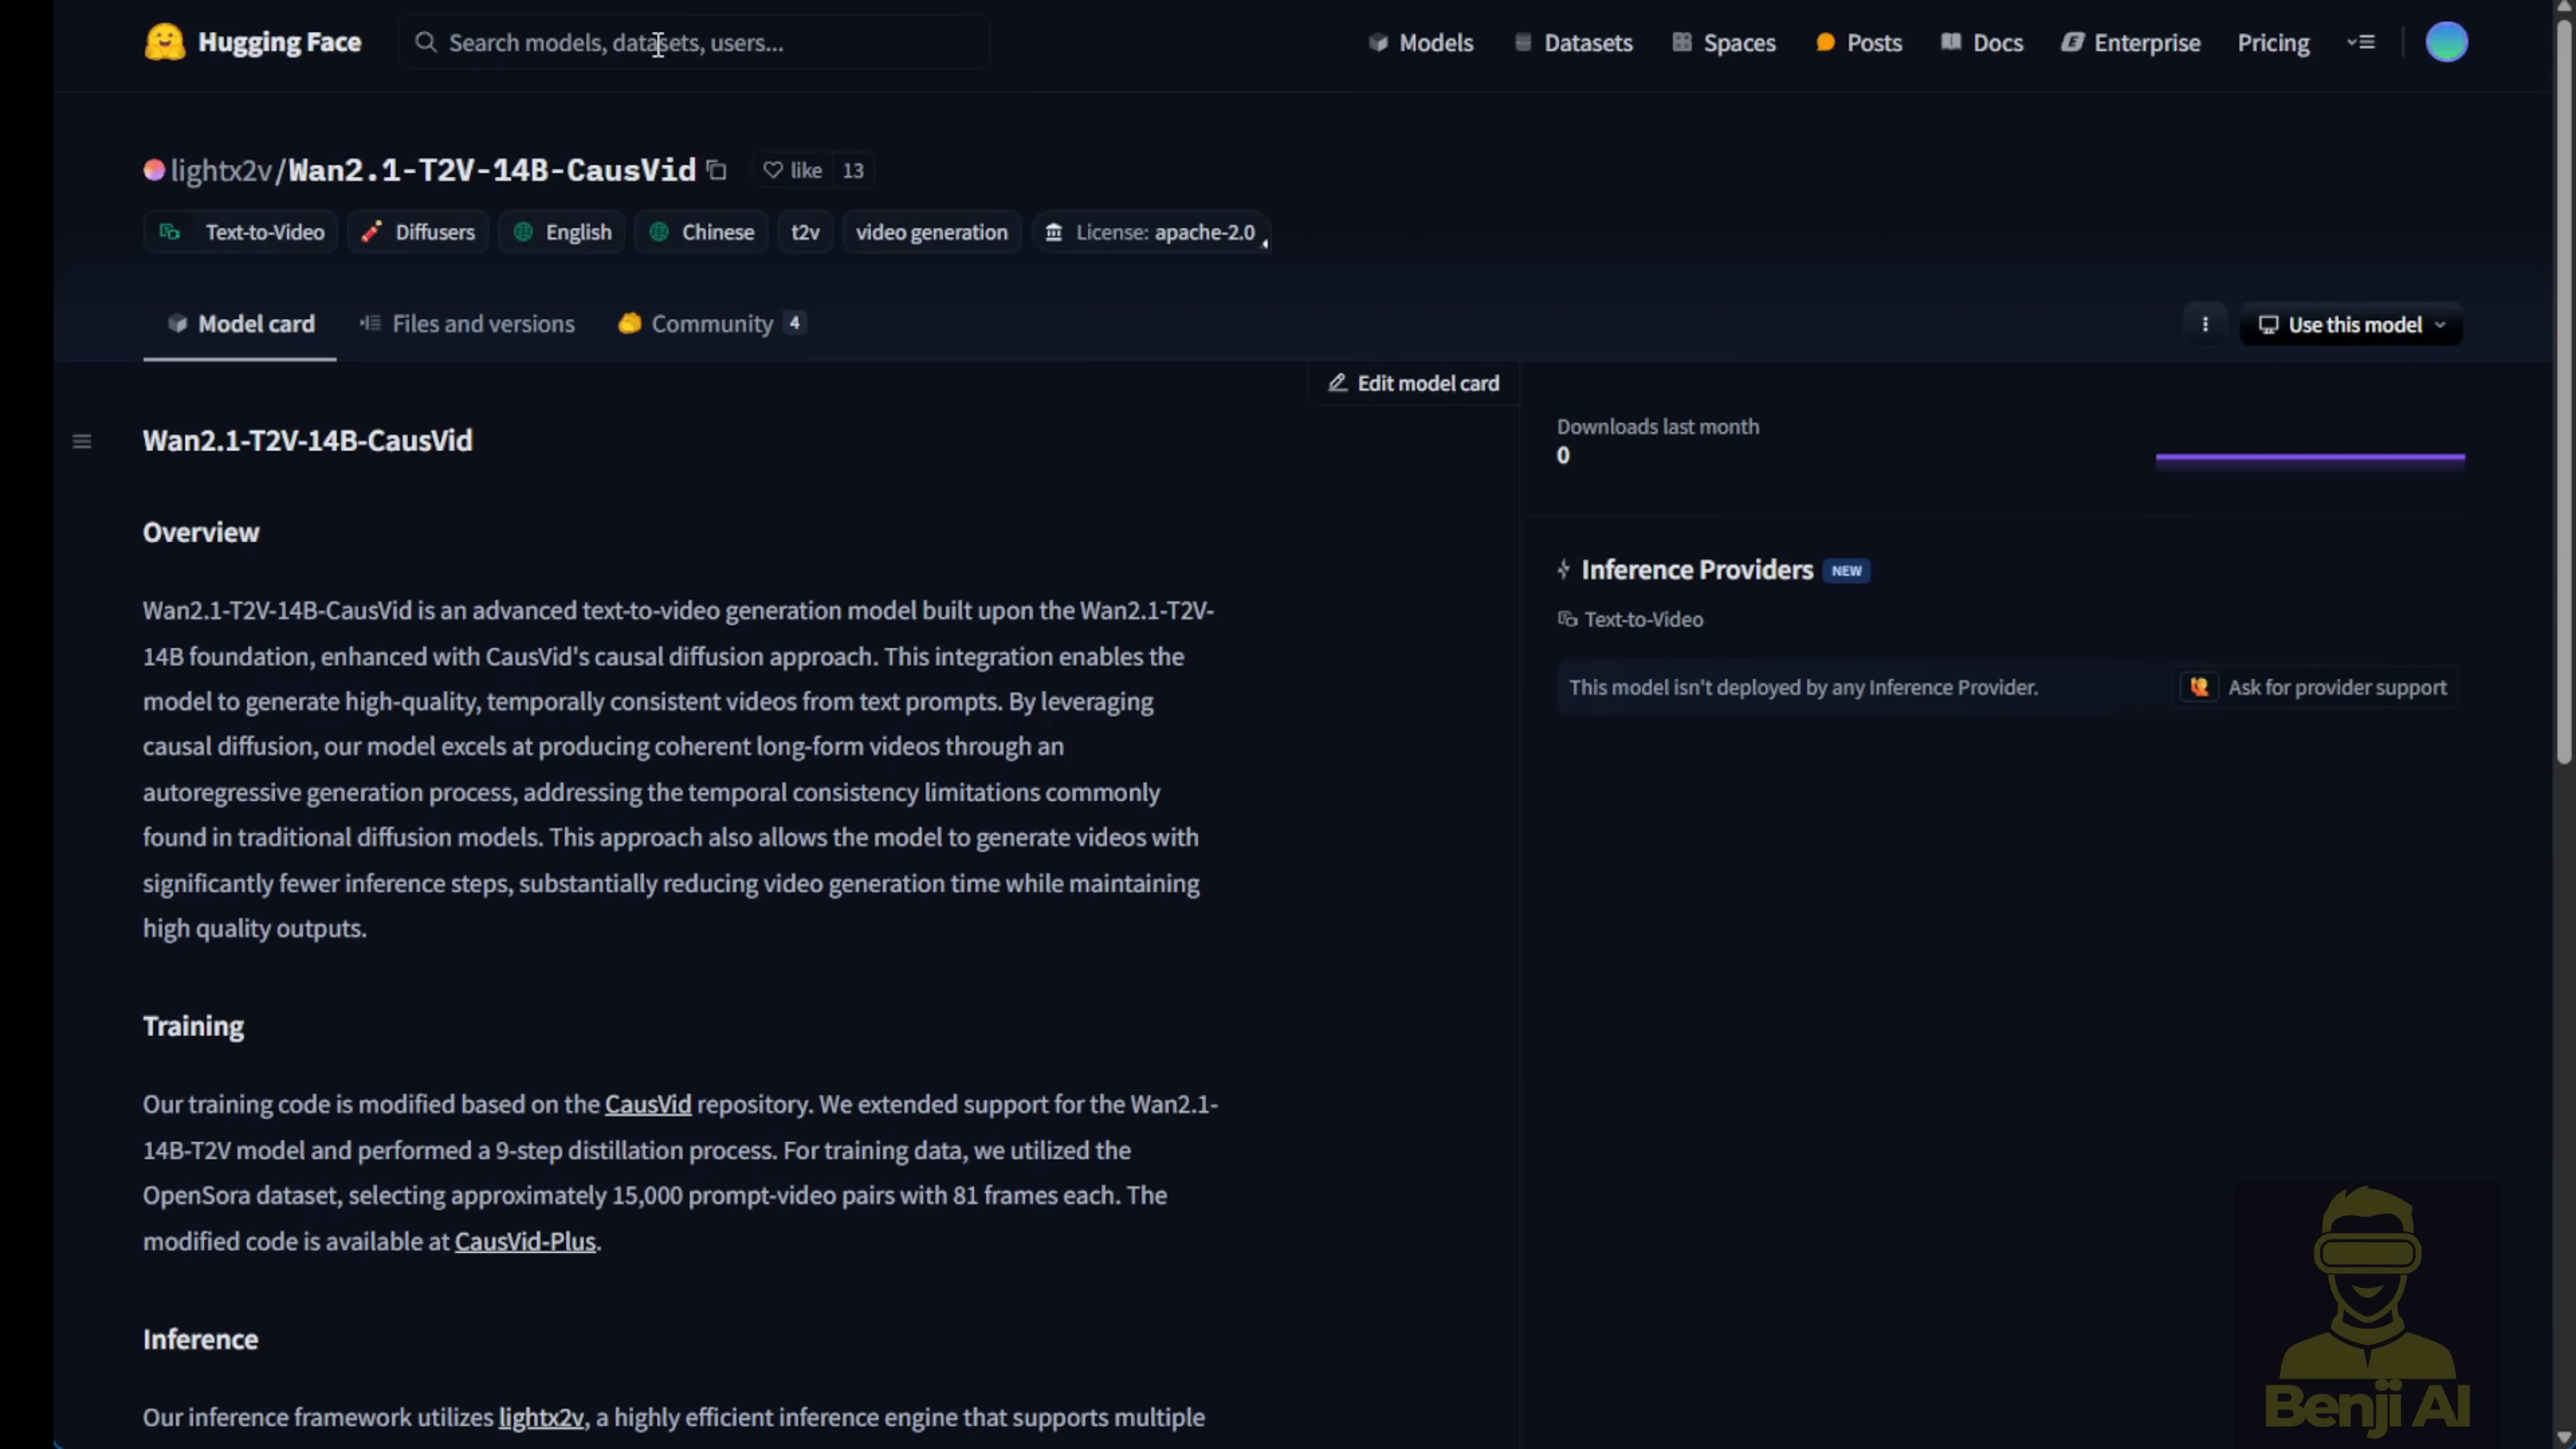 Hugging Face
Search models, datasets, users...
Models Datasets Spaces Posts Docs Enterprise Pricing
lightx2v/Wan2.1-T2V-14B-CausVid like 13
Text-to-Video Diffusers English Chinese t2v video generation License: apache-2.0
Model card Files and versions Community 4 Use this model
Edit model card
Downloads last month
0
Wan2.1-T2V-14B-CausVid
Overview
Wan2.1-T2V-14B-CausVid is an advanced text-to-video generation model built upon the Wan2.1-T2V-
14B foundation, enhanced with CausVid's causal diffusion approach. This integration enables the
model to generate high-quality, temporally consistent videos from text prompts. By leveraging
causal diffusion, our model excels at producing coherent long-form videos through an
autoregressive generation process, addressing the temporal consistency limitations commonly
found in traditional diffusion models. This approach also allows the model to generate videos with
significantly fewer inference steps, substantially reducing video generation time while maintaining
high quality outputs.
Inference Providers NEW
Text-to-Video
This model isn't deployed by any Inference Provider. Ask for provider support
Training
Our training code is modified based on the CausVid repository. We extended support for the Wan2.1-
14B-T2V model and performed a 9-step distillation process. For training data, we utilized the
OpenSora dataset, selecting approximately 15,000 prompt-video pairs with 81 frames each. The
modified code is available at CausVid-Plus.
Inference
Our inference framework utilizes lightx2v, a highly efficient inference engine that supports multiple
Benji AI